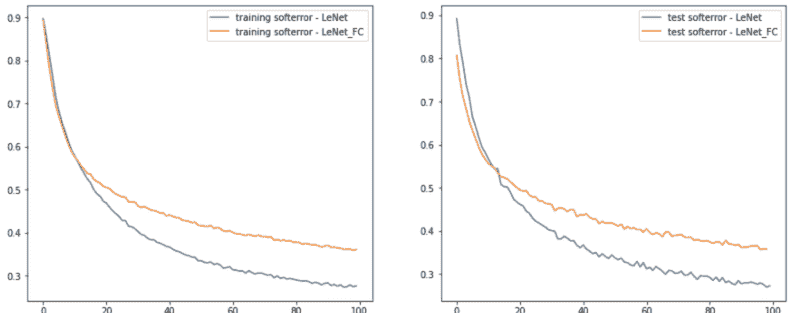 training softerror - LeNet
training softerror - LeNet_FC
0.9
0.8
0.7
0.6
0.5
0.4
0.3
0 20 40 60 80 100
test softerror - LeNet
test softerror - LeNet_FC
0.9
0.8
0.7
0.6
0.5
0.4
0.3
0 20 40 60 80 100